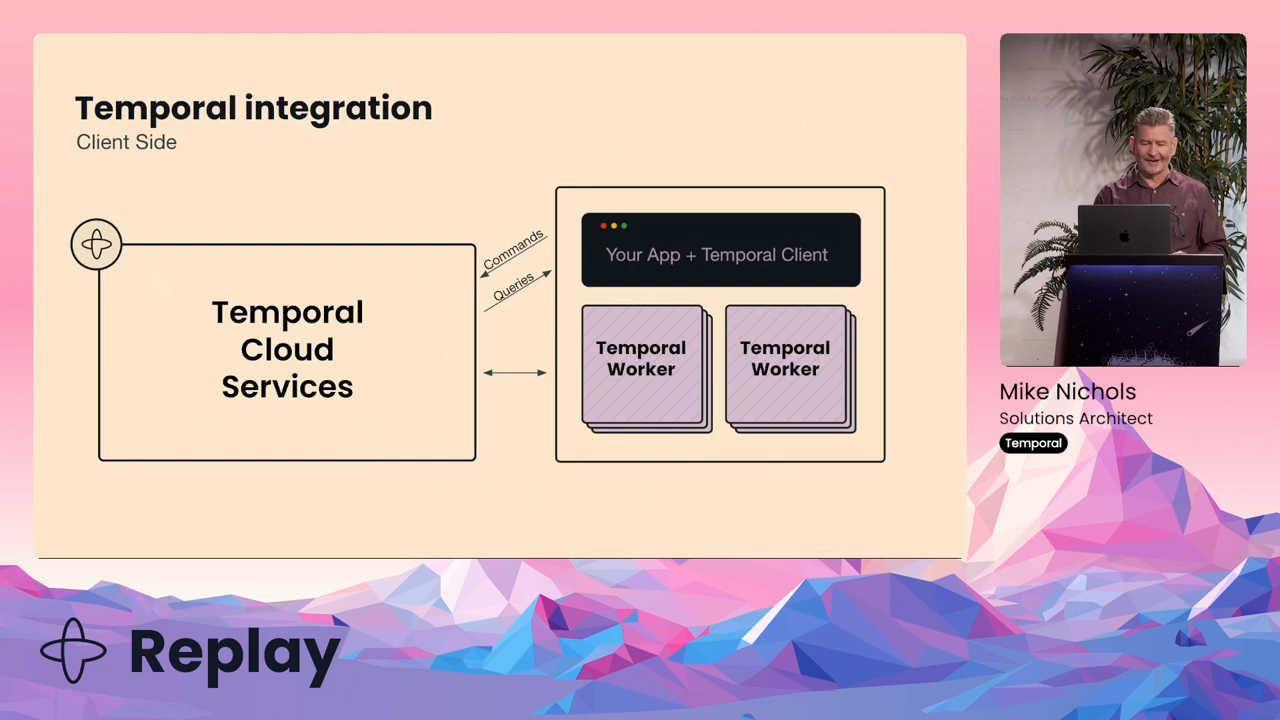 Temporal integration
Client Side
Temporal
Cloud
Services
Commands
Queries
Your App + Temporal Client
Temporal
Worker
Temporal
Worker
Mike Nichols
Solutions Architect
Temporal
Replay